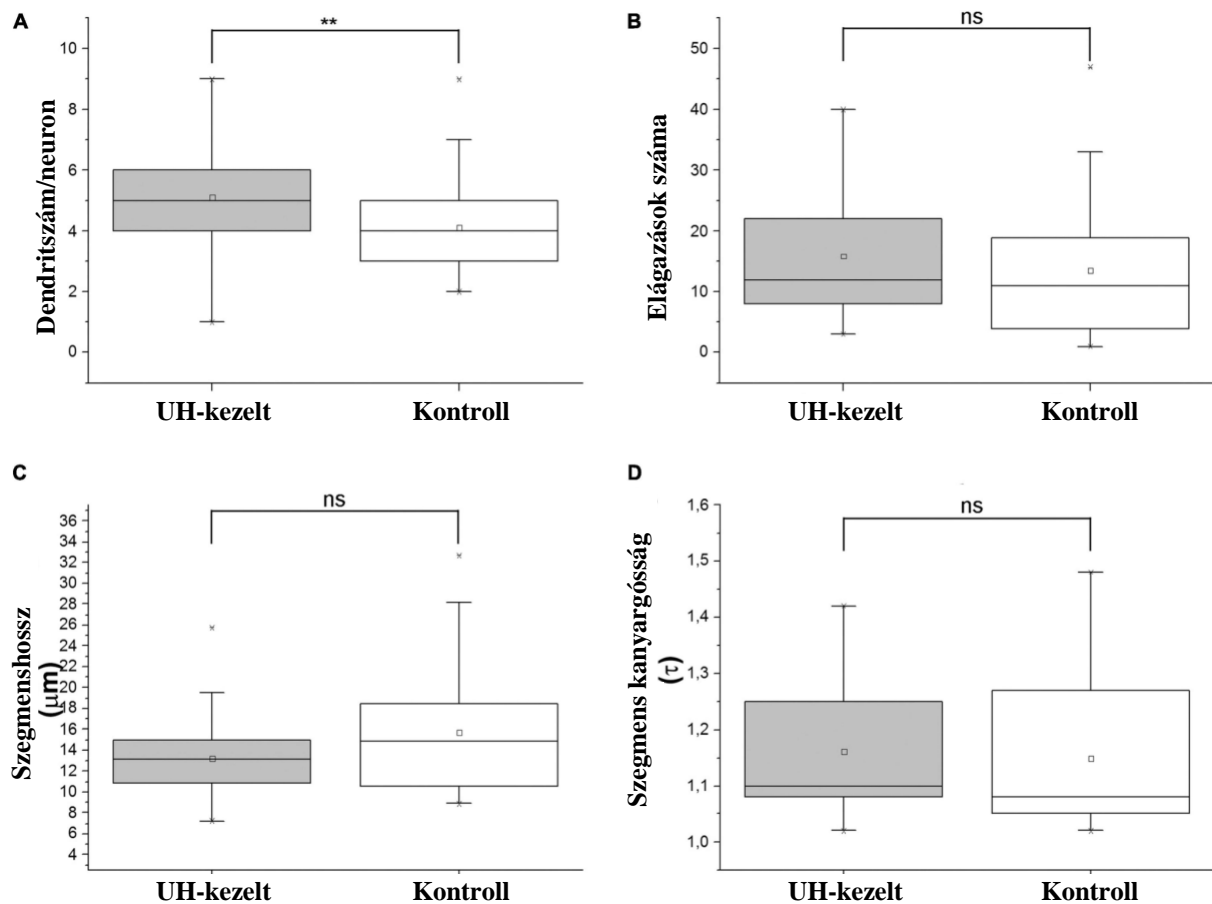 A
**
10
8
6
4
2
0
Dendritszám/neuron
UH-kezelt
Kontroll
B
ns
50
40
30
20
10
0
Elágazások száma
UH-kezelt
Kontroll
C
ns
36
34
32
30
28
26
24
22
20
18
16
14
12
10
8
6
4
Szegmenshossz
(μm)
UH-kezelt
Kontroll
D
ns
1,6
1,5
1,4
1,3
1,2
1,1
1,0
Szegmens kanyargósság
(τ)
UH-kezelt
Kontroll